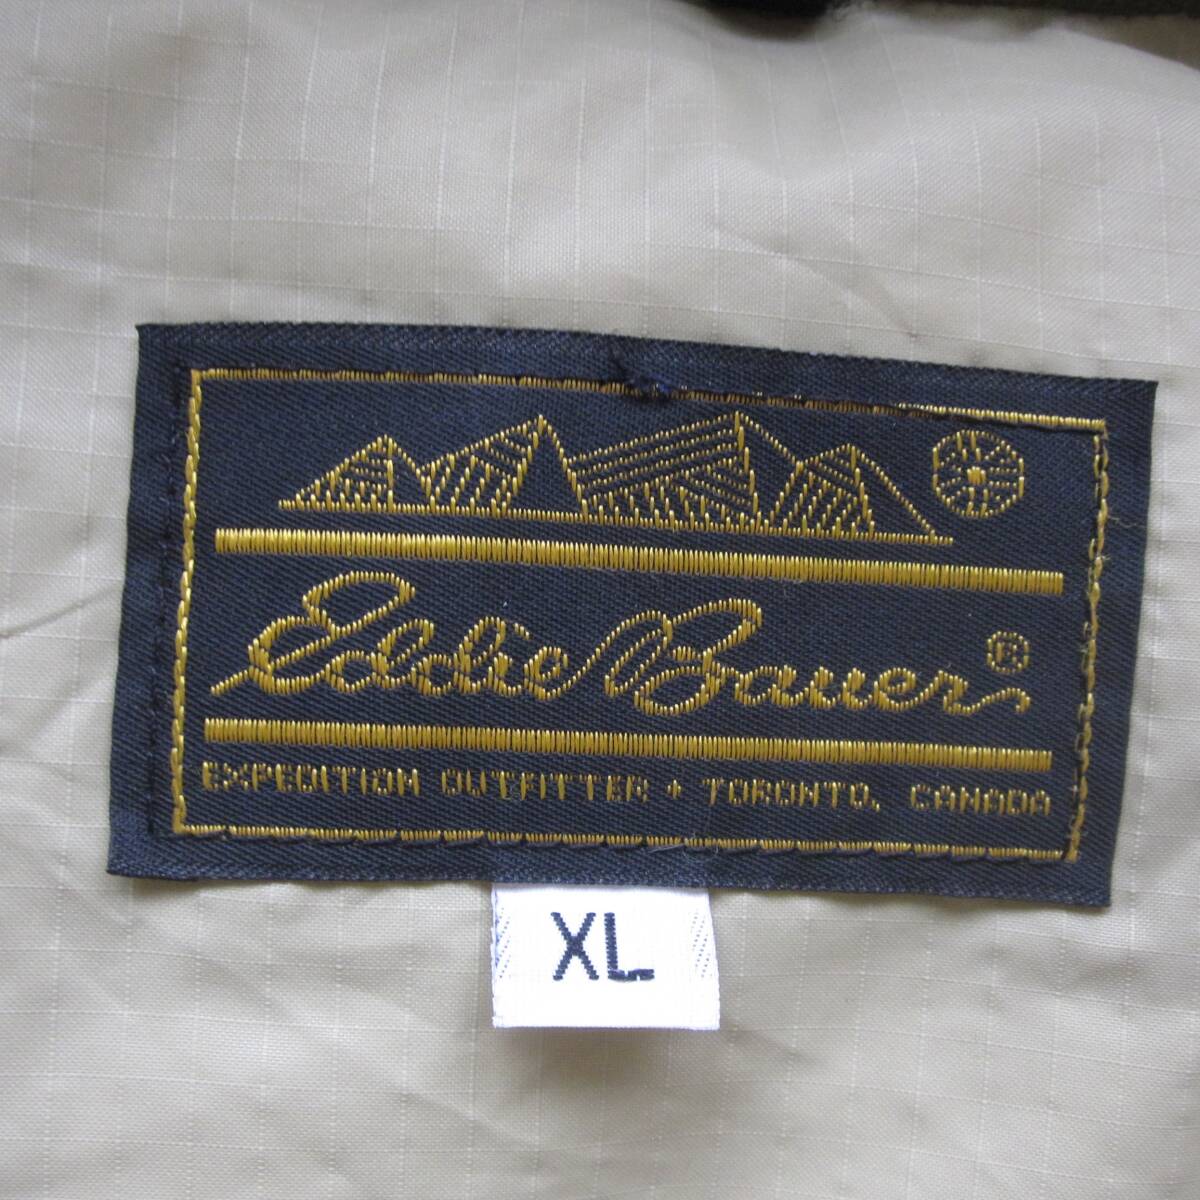 Eddie Bauer ®
EXPEDITION OUTFITTER + TORONTO, CANADA
XL